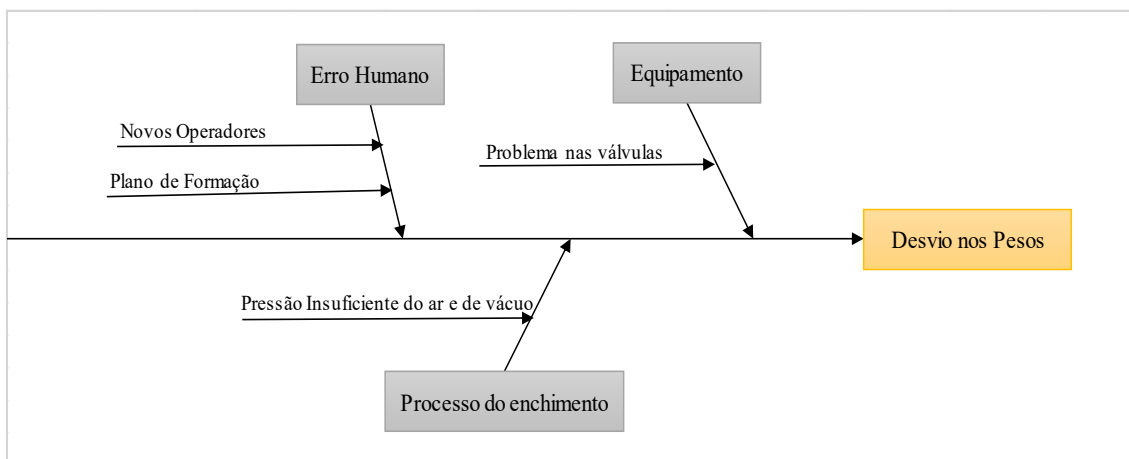 Erro Humano
Equipamento
Novos Operadores
Problema nas válvulas
Plano de Formação
Desvio nos Pesos
Pressão Insuficiente do ar e de vácuo
Processo do enchimento